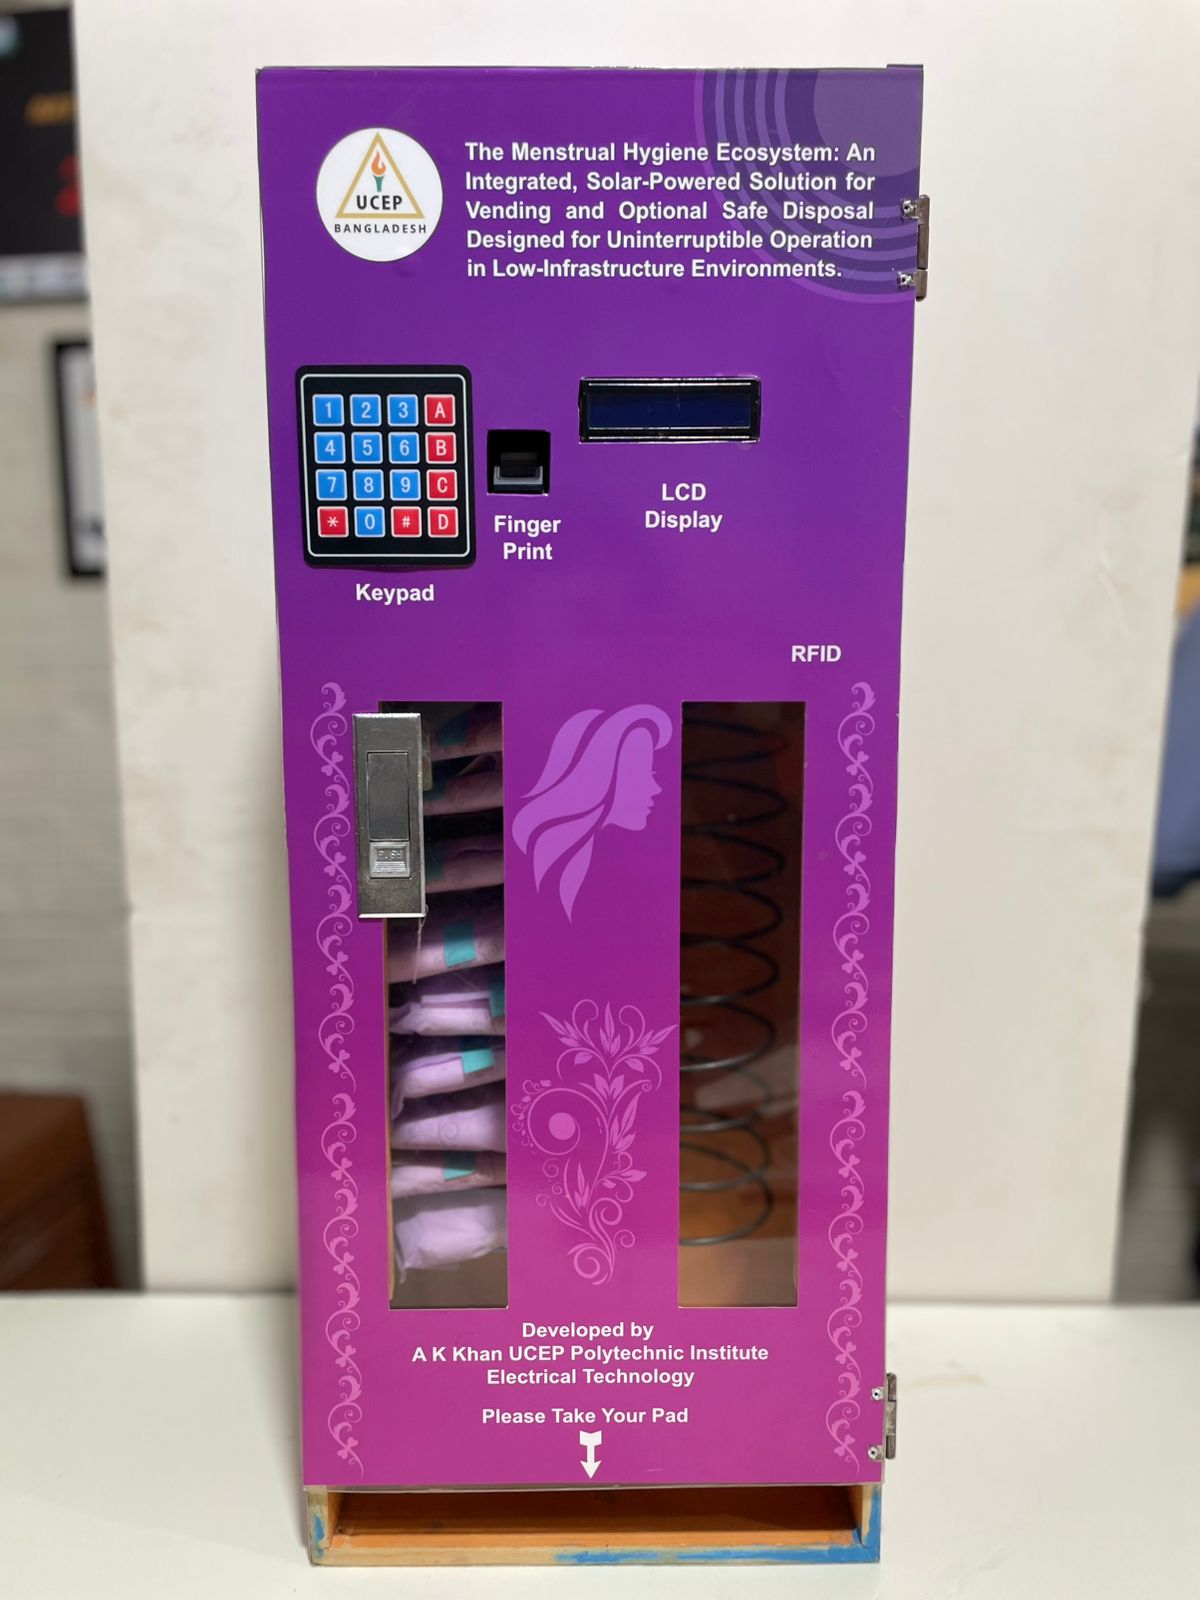 UCEP
BANGLADESH
The Menstrual Hygiene Ecosystem: An
Integrated, Solar-Powered Solution for
Vending and Optional Safe Disposal
Designed for Uninterruptible Operation
in Low-Infrastructure Environments.
1 2 3 A
4 5 6 B
7 8 9 C
* 0 # D
Keypad
Finger
Print
LCD
Display
RFID
PUSH
Developed by
A K Khan UCEP Polytechnic Institute
Electrical Technology
Please Take Your Pad